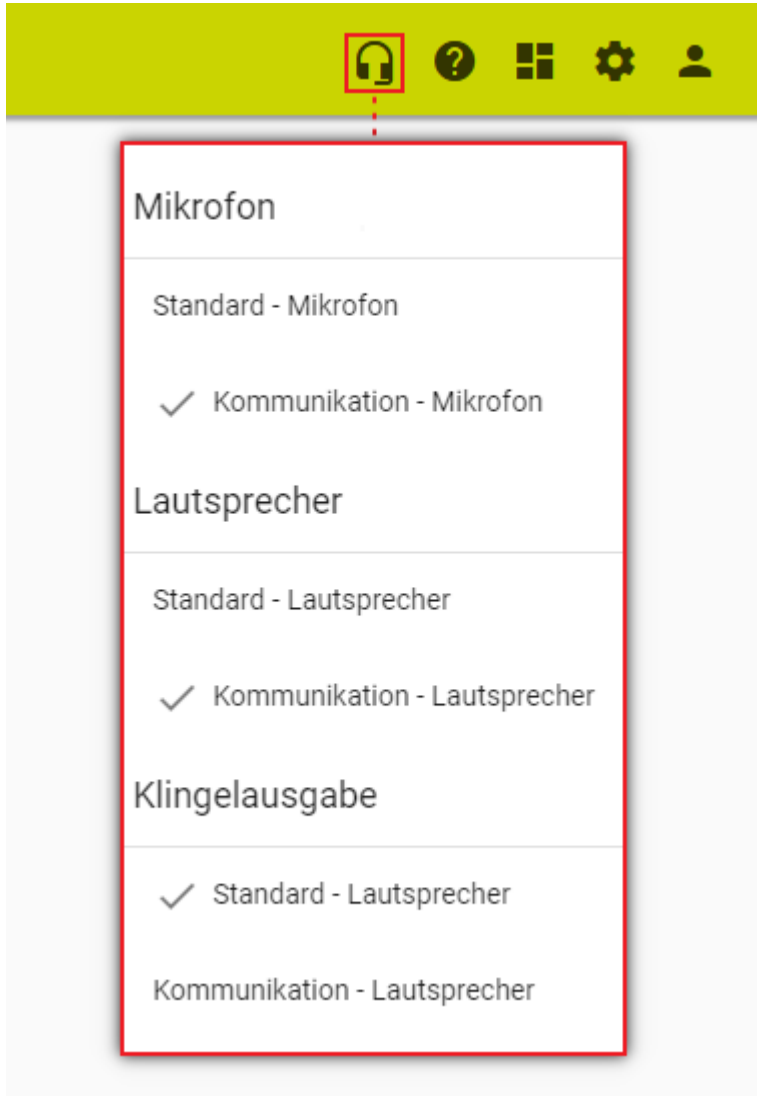 Mikrofon
Standard - Mikrofon
Kommunikation - Mikrofon
Lautsprecher
Standard - Lautsprecher
Kommunikation - Lautsprecher
Klingelausgabe
Standard - Lautsprecher
Kommunikation - Lautsprecher